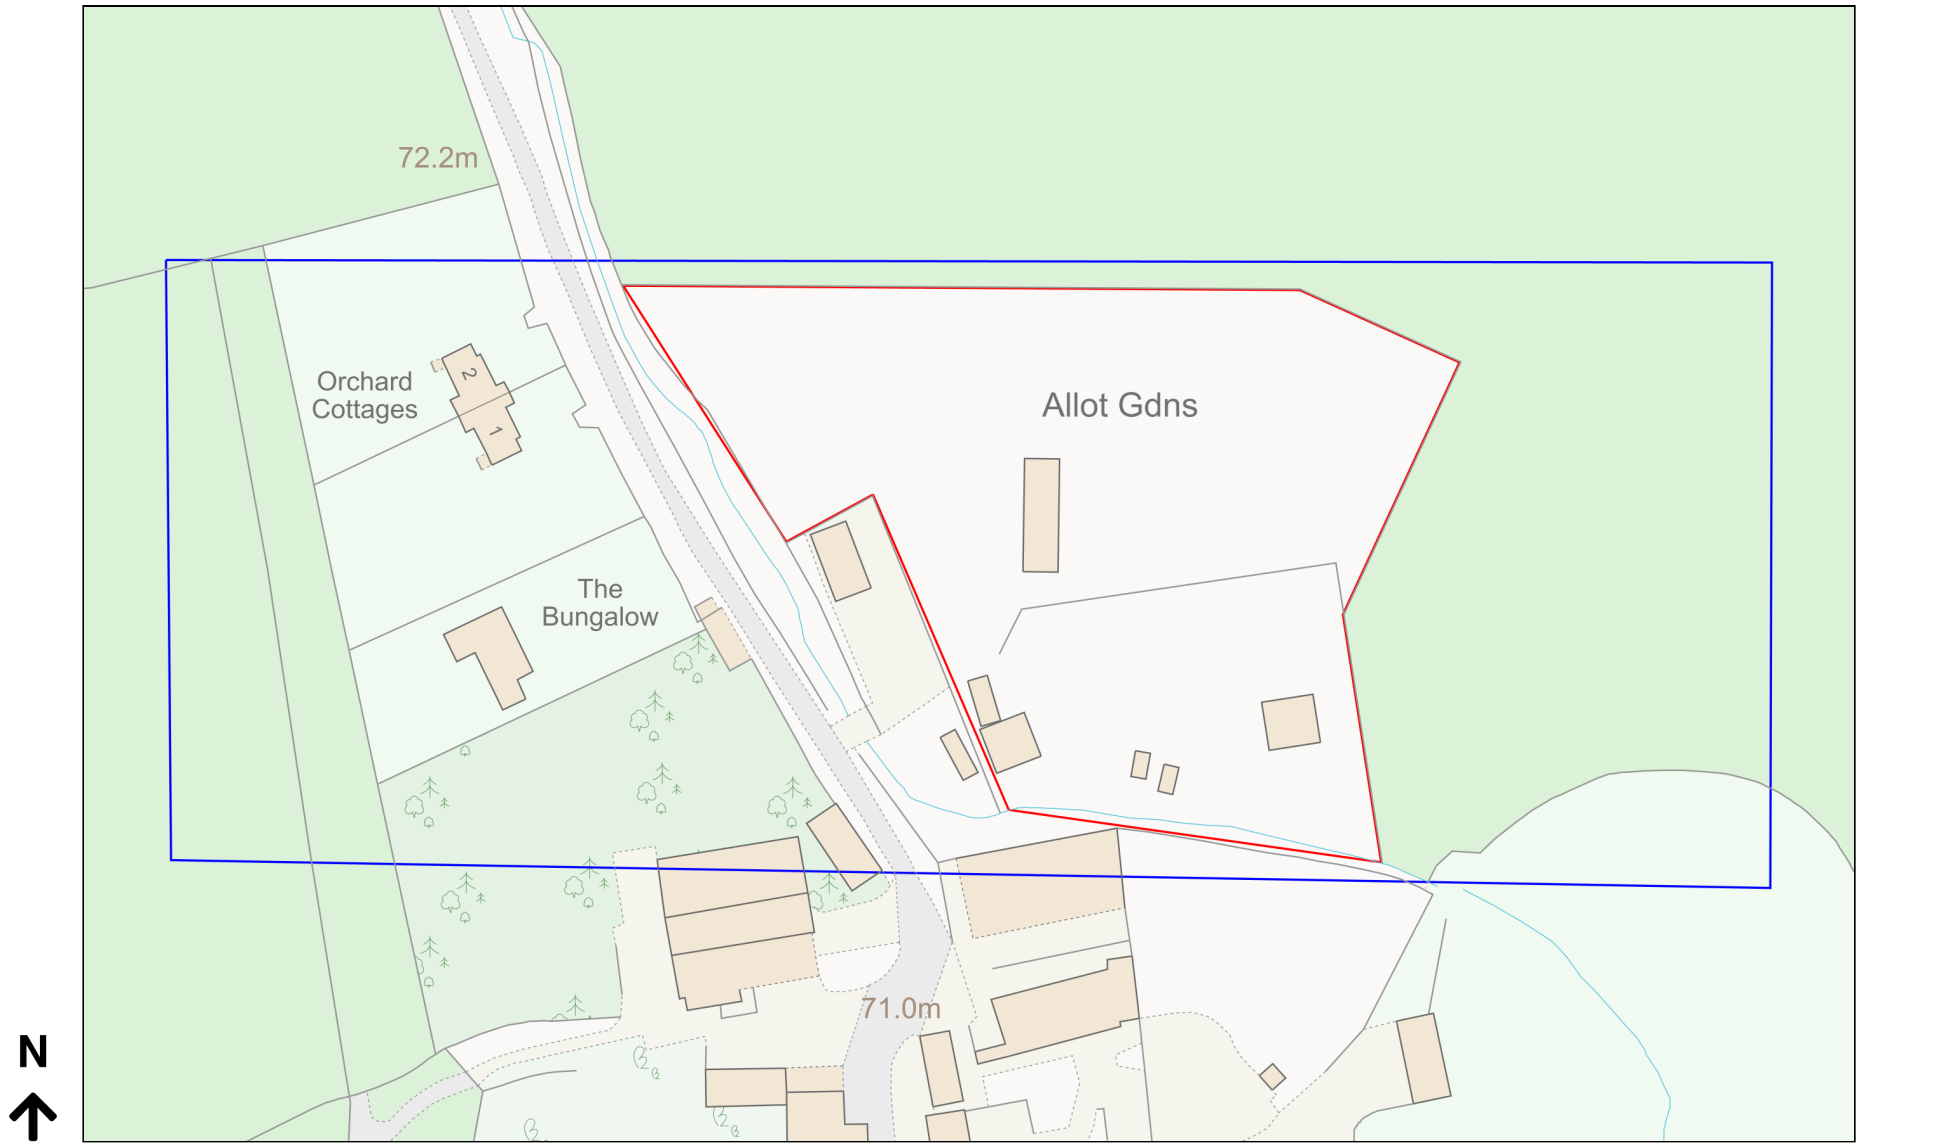 72.2m
Orchard
Cottages
2
1
Allot Gdns
The
Bungalow
71.0m
N